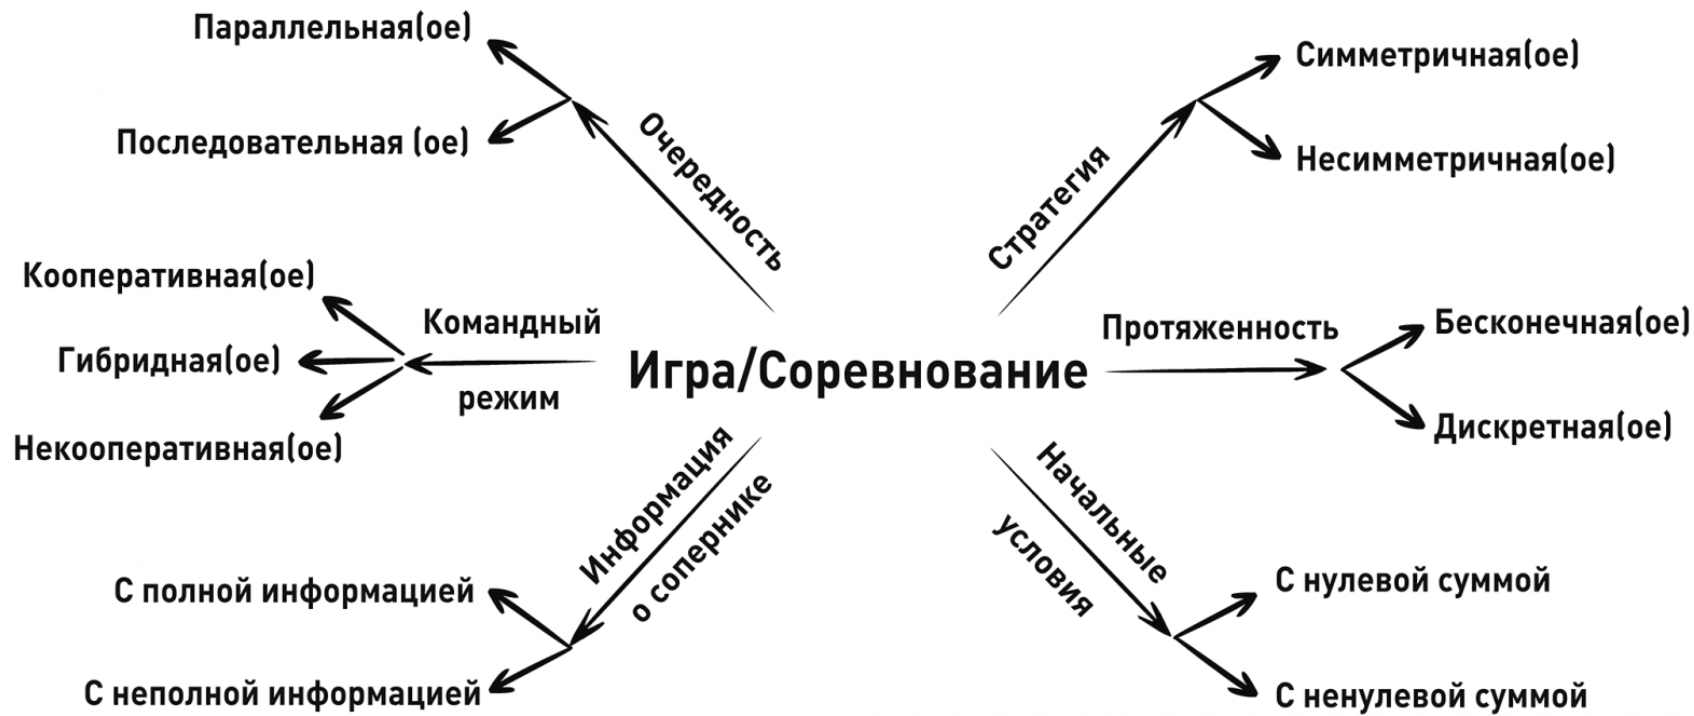 Параллельная(ое)
Последовательная (ое)
Очередность
Симметричная(ое)
Несимметричная(ое)
Стратегия
Кооперативная(ое)
Гибридная(ое)
Некооперативная(ое)
Командный
режим
Игра/Соревнование
Протяженность
Бесконечная(ое)
Дискретная(ое)
Информация
о сопернике
С полной информацией
С неполной информацией
Начальные
условия
С нулевой суммой
С ненулевой суммой